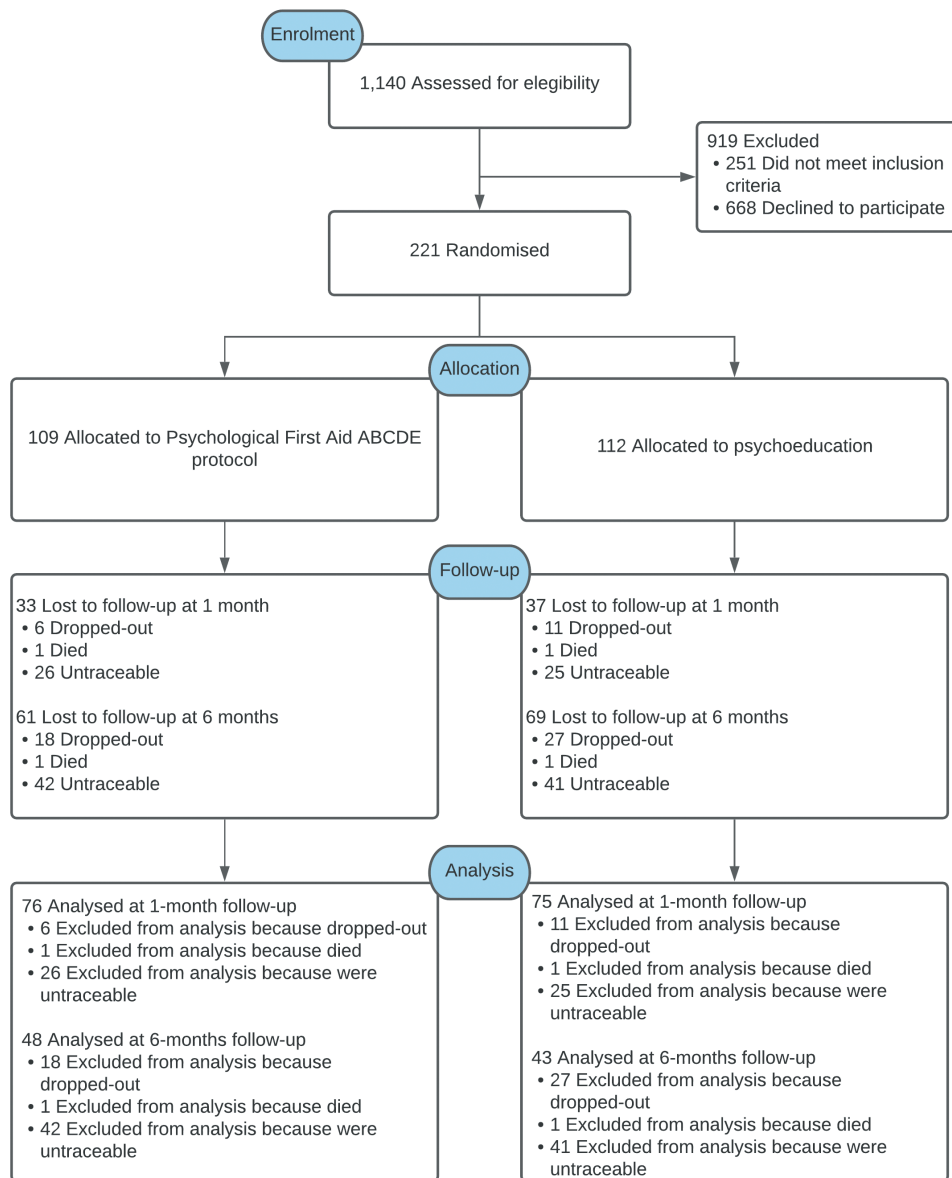 Enrolment
1,140 Assessed for elegibility
919 Excluded
• 251 Did not meet inclusion
criteria
• 668 Declined to participate
221 Randomised
Allocation
109 Allocated to Psychological First Aid ABCDE
protocol
112 Allocated to psychoeducation
Follow-up
33 Lost to follow-up at 1 month
• 6 Dropped-out
• 1 Died
• 26 Untraceable
61 Lost to follow-up at 6 months
• 18 Dropped-out
• 1 Died
• 42 Untraceable
37 Lost to follow-up at 1 month
• 11 Dropped-out
• 1 Died
• 25 Untraceable
69 Lost to follow-up at 6 months
• 27 Dropped-out
• 1 Died
• 41 Untraceable
Analysis
76 Analysed at 1-month follow-up
• 6 Excluded from analysis because dropped-out
• 1 Excluded from analysis because died
• 26 Excluded from analysis because were
untraceable
48 Analysed at 6-months follow-up
• 18 Excluded from analysis because
dropped-out
• 1 Excluded from analysis because died
• 42 Excluded from analysis because were
untraceable
75 Analysed at 1-month follow-up
• 11 Excluded from analysis because
dropped-out
• 1 Excluded from analysis because died
• 25 Excluded from analysis because were
untraceable
43 Analysed at 6-months follow-up
• 27 Excluded from analysis because
dropped-out
• 1 Excluded from analysis because died
• 41 Excluded from analysis because were
untraceable